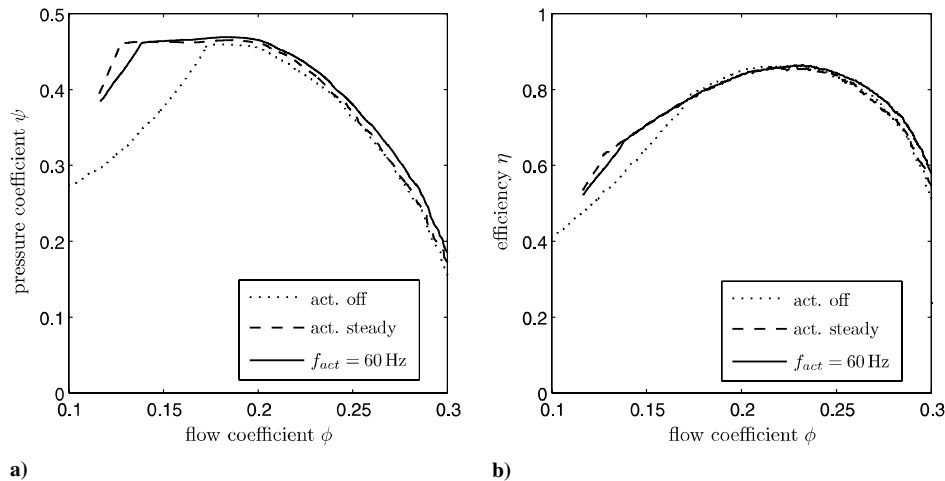 0.5
0.4
0.3
0.2
0.1
0
0.1
0.15
0.2
0.25
0.3
pressure coefficient ψ
flow coefficient ϕ
act. off
act. steady
f_act = 60 Hz
a)
1
0.8
0.6
0.4
0.2
0
0.1
0.15
0.2
0.25
0.3
efficiency η
flow coefficient ϕ
act. off
act. steady
f_act = 60 Hz
b)